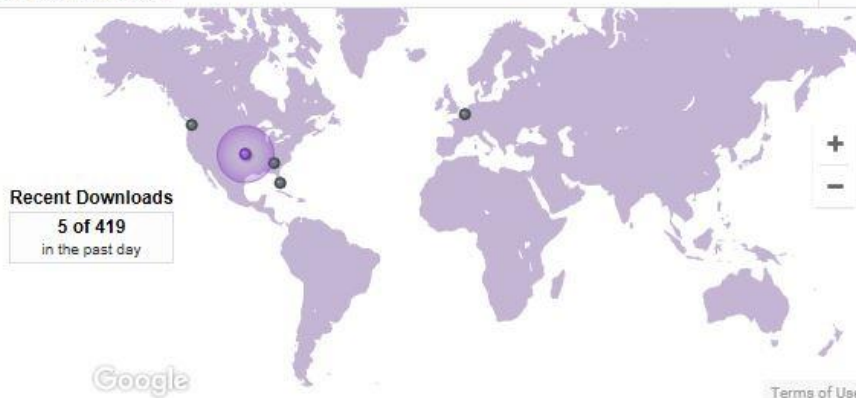 Recent Downloads
5 of 419
in the past day
+
−
Google
Terms of Use